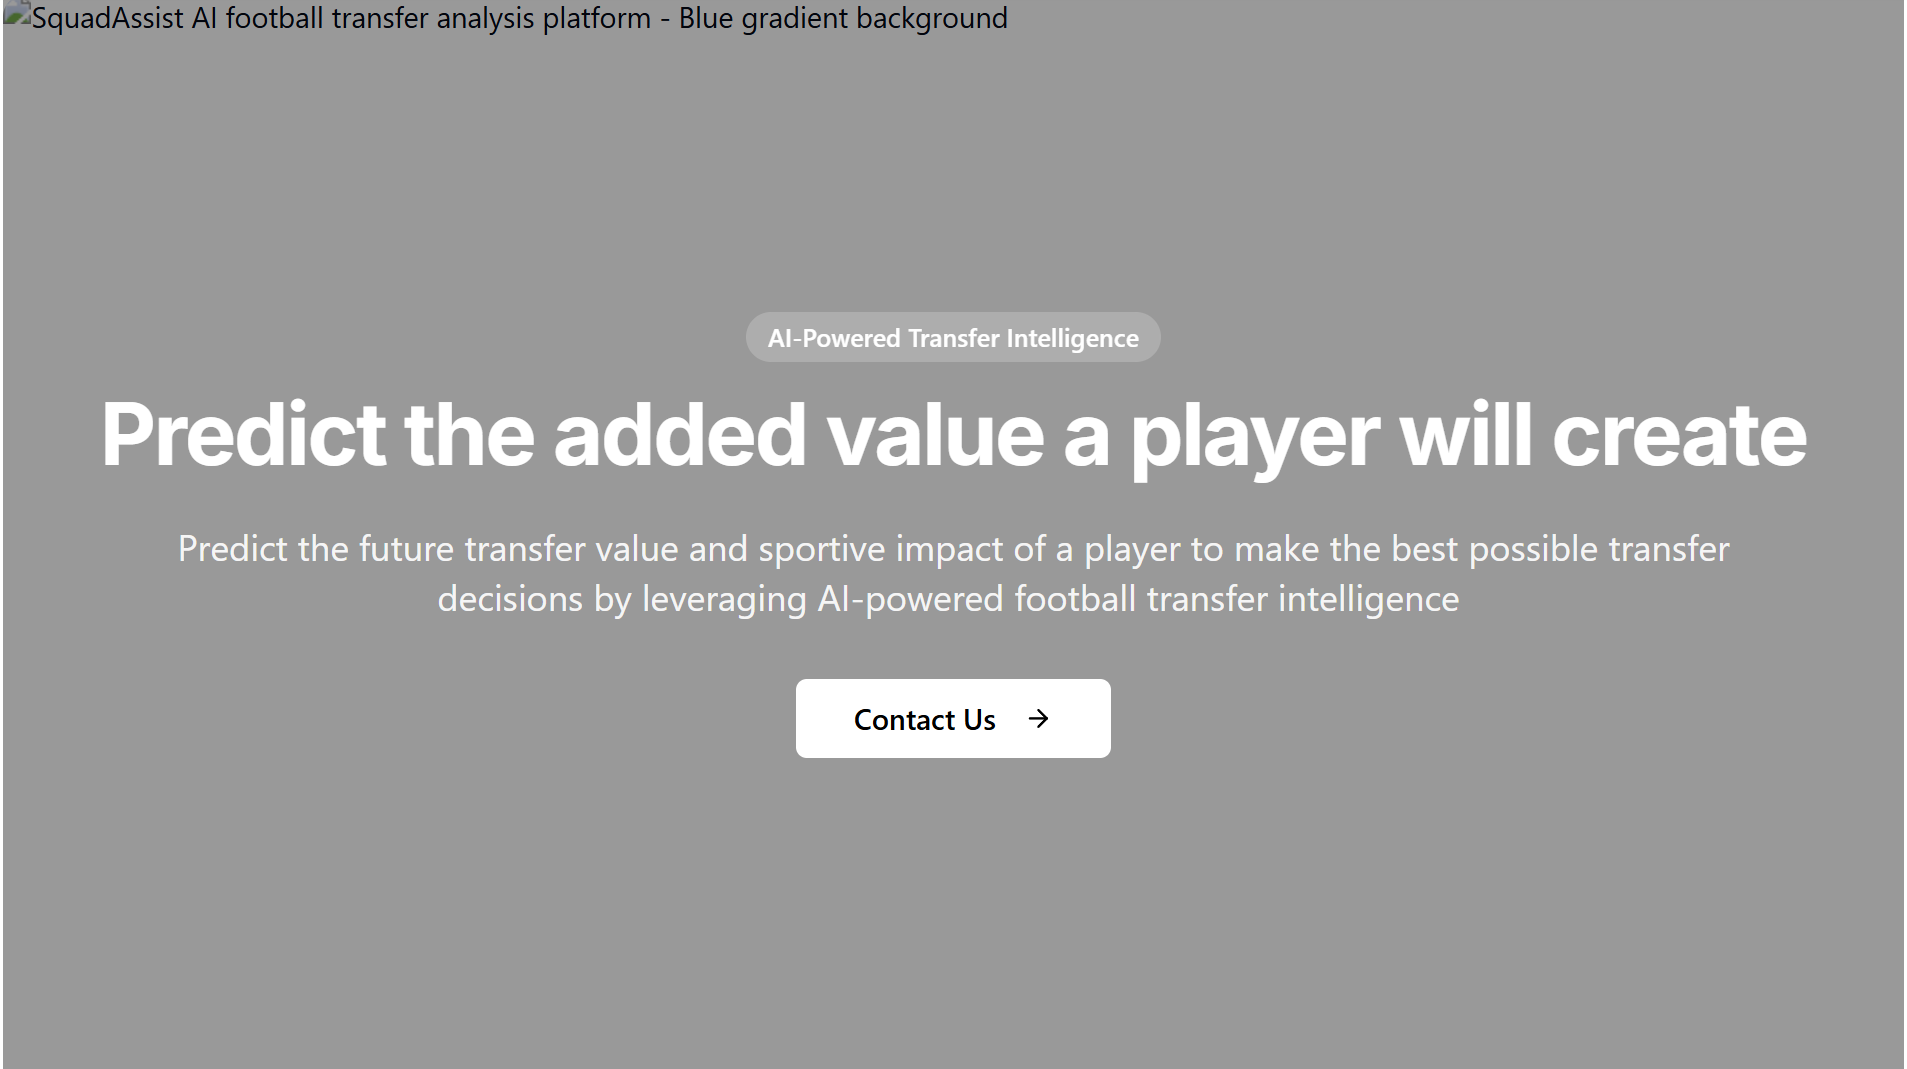 SquadAssist AI football transfer analysis platform - Blue gradient background
AI-Powered Transfer Intelligence
Predict the added value a player will create
Predict the future transfer value and sportive impact of a player to make the best possible transfer
decisions by leveraging AI-powered football transfer intelligence
Contact Us